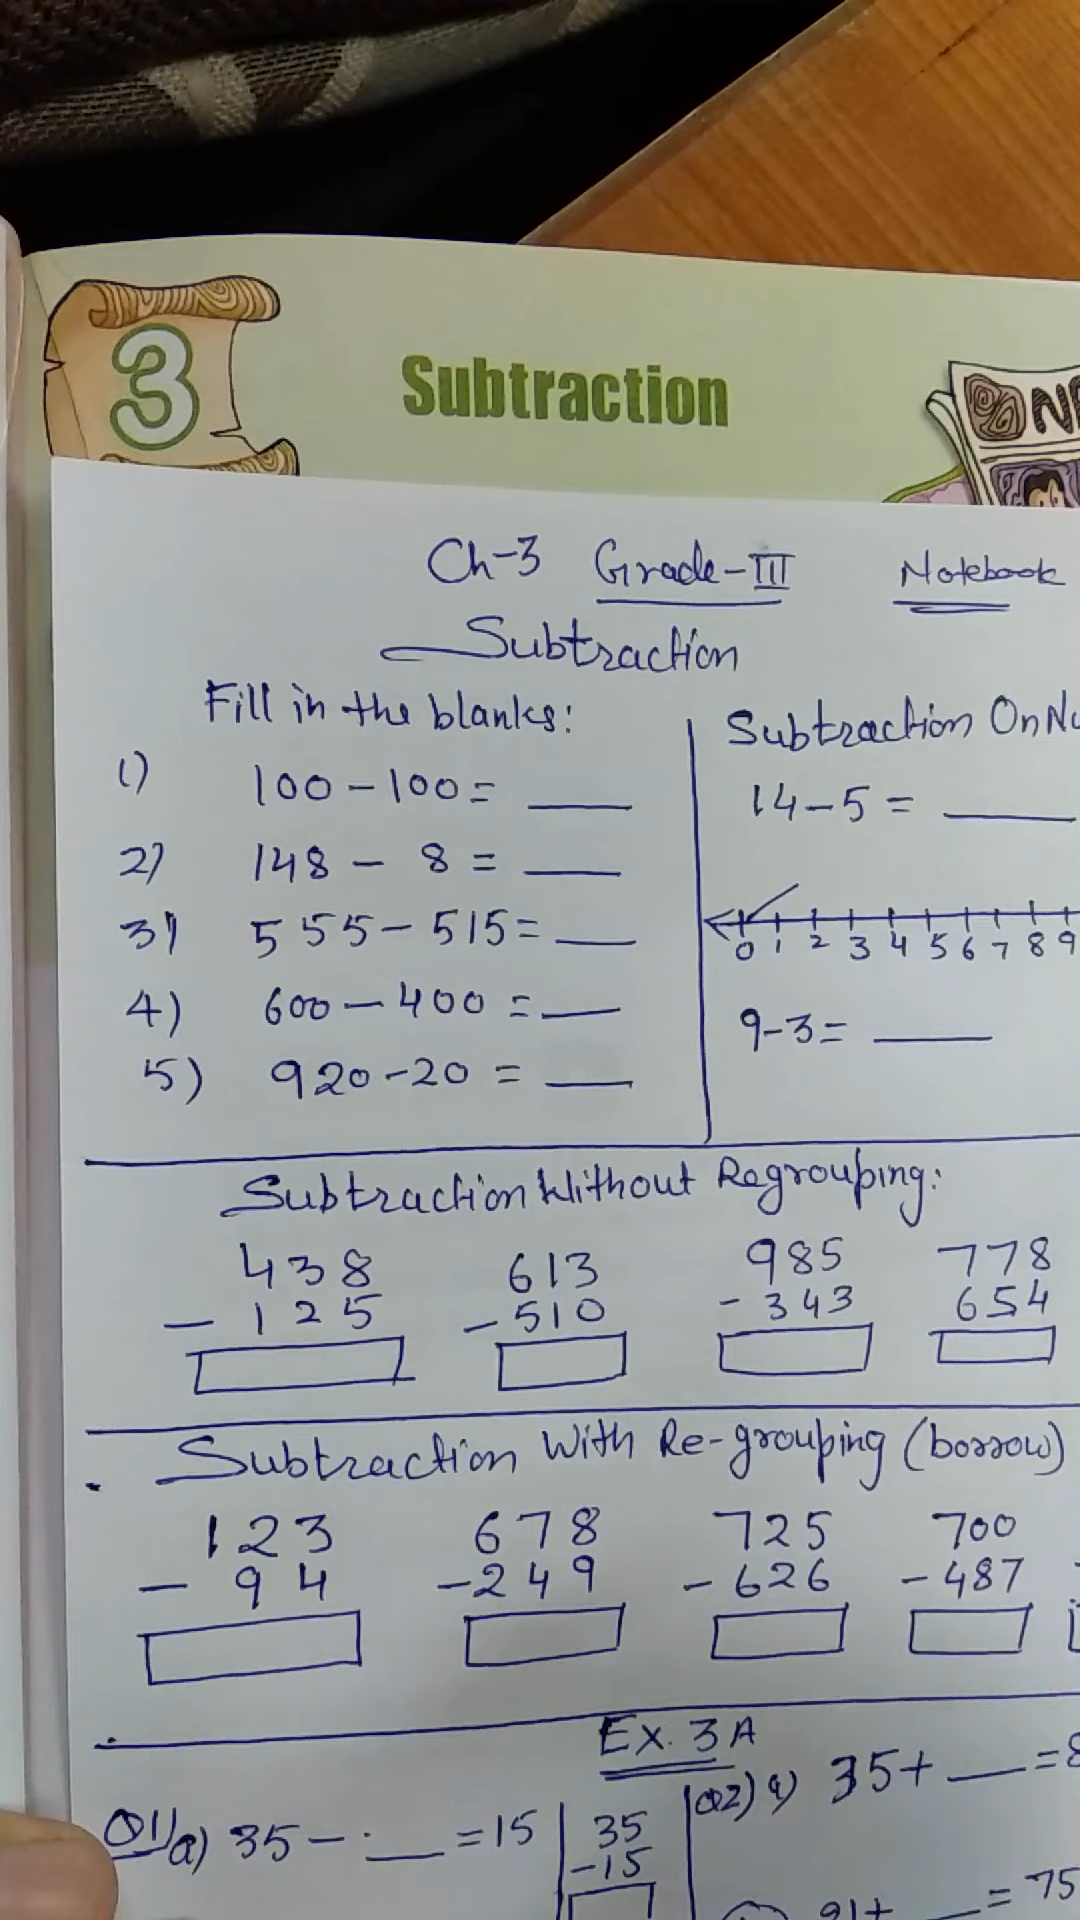 3
Subtraction
Ch-3 Grade-III Notebook
Subtraction
Fill in the blanks:
1) 100 - 100 = ___
2) 148 - 8 = ___
3) 555 - 515 = ___
4) 600 - 400 = ___
5) 920 - 20 = ___
Subtraction On
14 - 5 = ___
0 1 2 3 4 5 6 7 8 9
9 - 3 = ___
Subtraction Without Regrouping:
438 613 985 778
- 125 - 510 - 343 654
Subtraction With Re-grouping (borrow)
123 678 725 700
- 94 - 249 - 626 - 487
Ex. 3A
Q1) a) 35 - ___ = 15
35
- 15
Q2) a) 35 + ___ = 8
91 + ___ = 75